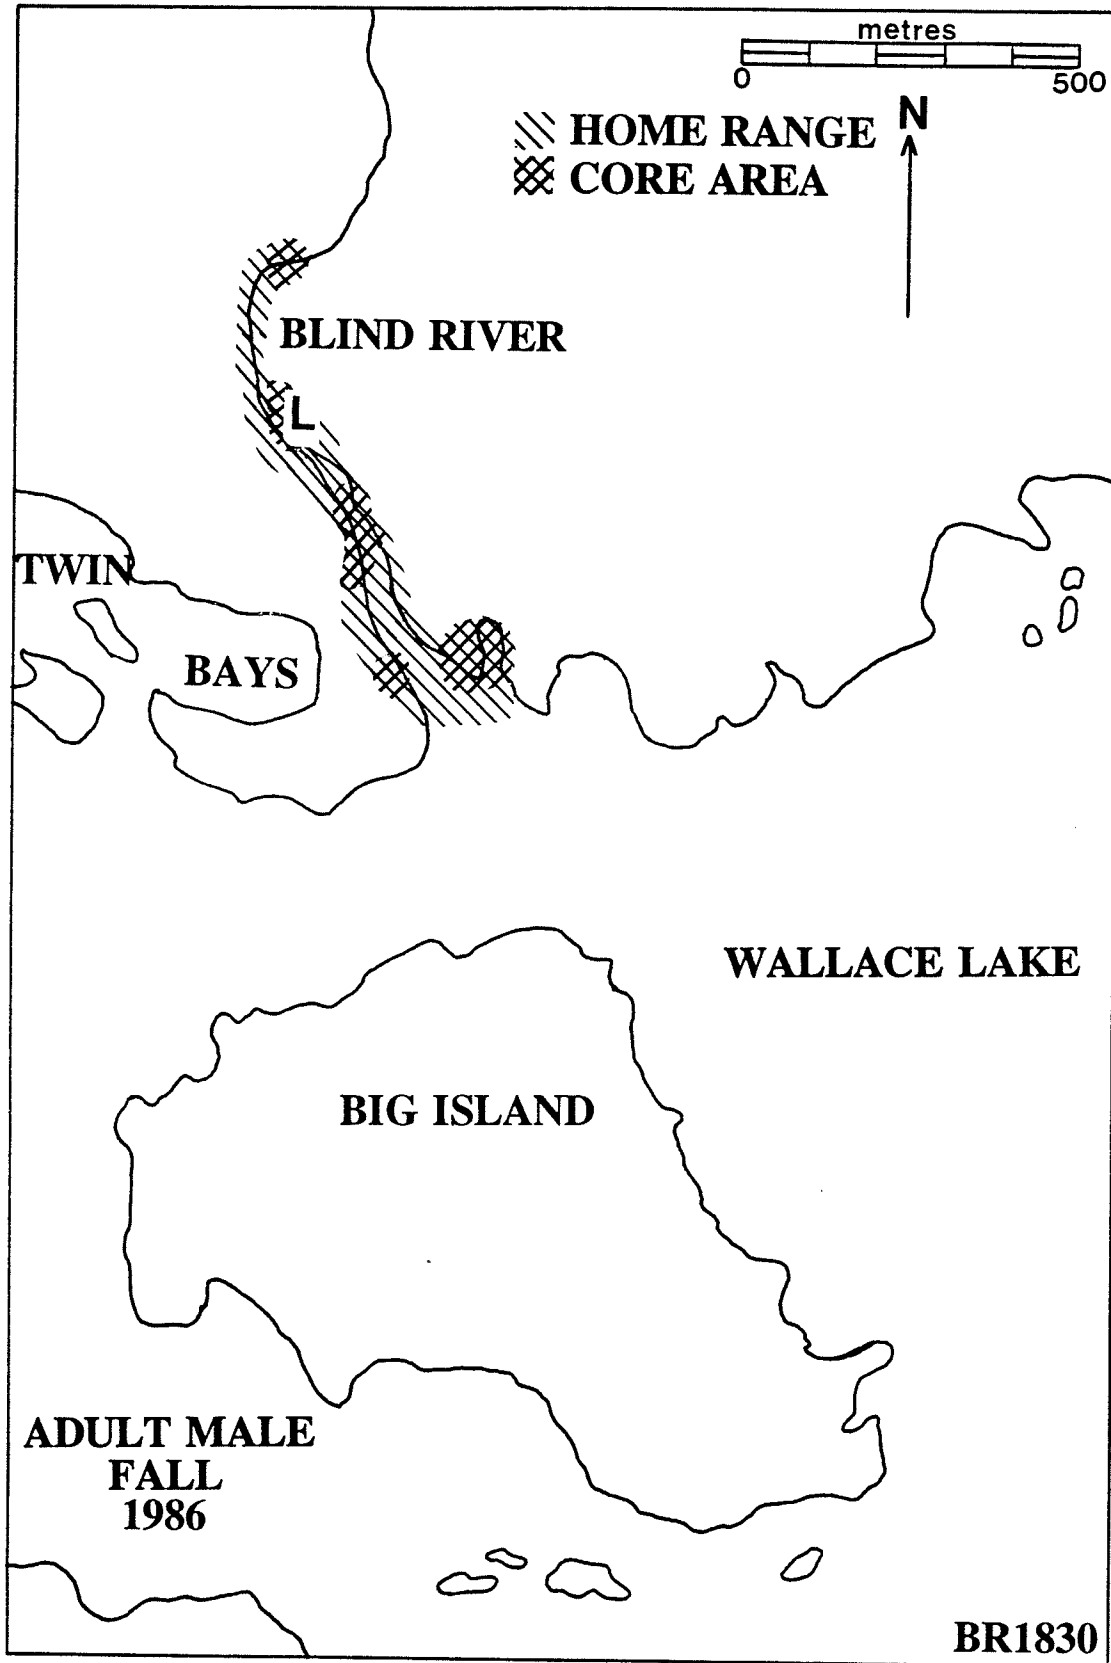 metres
0 500
N
HOME RANGE
CORE AREA
BLIND RIVER
L
TWIN
BAYS
WALLACE LAKE
BIG ISLAND
ADULT MALE
FALL
1986
BR1830